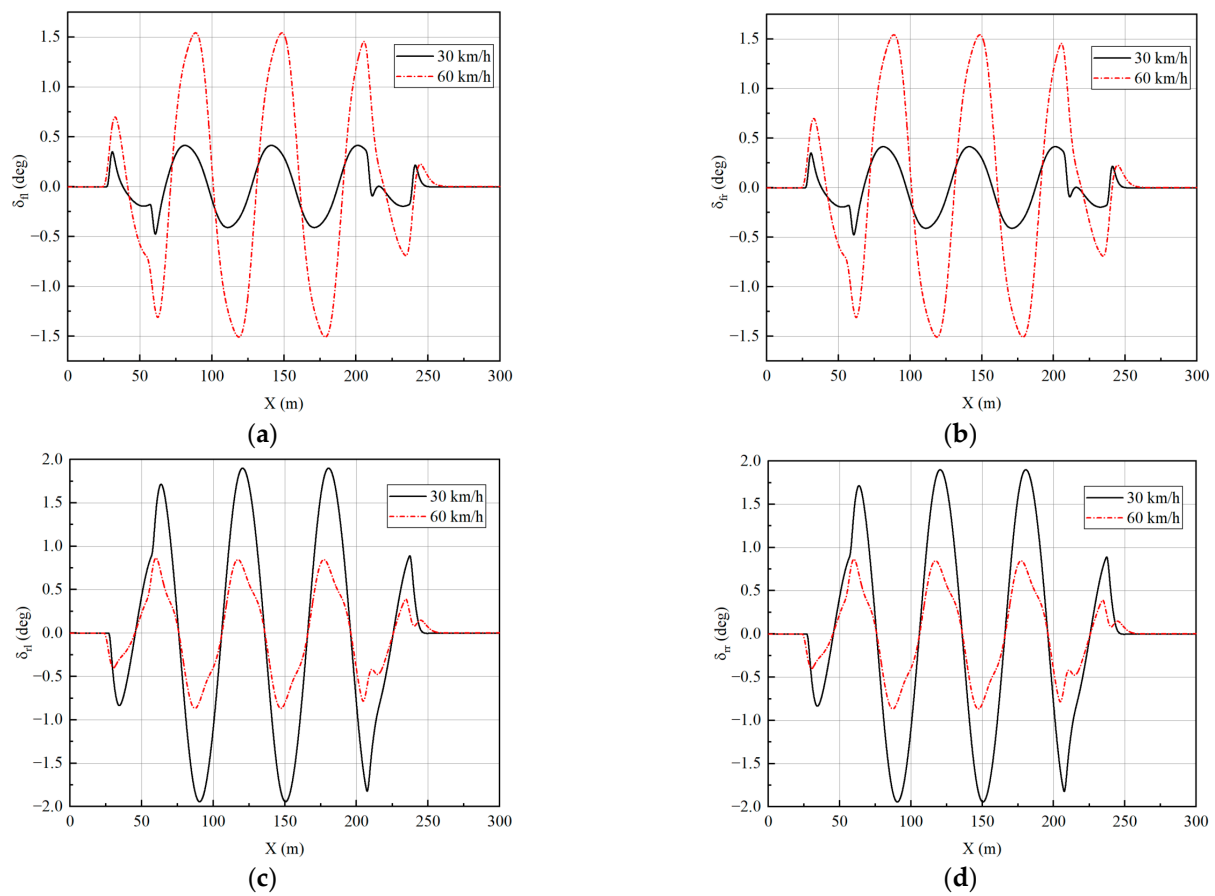 1.5
1.0
0.5
0.0
−0.5
−1.0
−1.5
δfl (deg)
30 km/h
60 km/h
0 50 100 150 200 250 300
X (m)
(a)
1.5
1.0
0.5
0.0
−0.5
−1.0
−1.5
δfr (deg)
30 km/h
60 km/h
0 50 100 150 200 250 300
X (m)
(b)
2.0
1.5
1.0
0.5
0.0
−0.5
−1.0
−1.5
−2.0
δrl (deg)
30 km/h
60 km/h
0 50 100 150 200 250 300
X (m)
(c)
2.0
1.5
1.0
0.5
0.0
−0.5
−1.0
−1.5
−2.0
δrr (deg)
30 km/h
60 km/h
0 50 100 150 200 250 300
X (m)
(d)